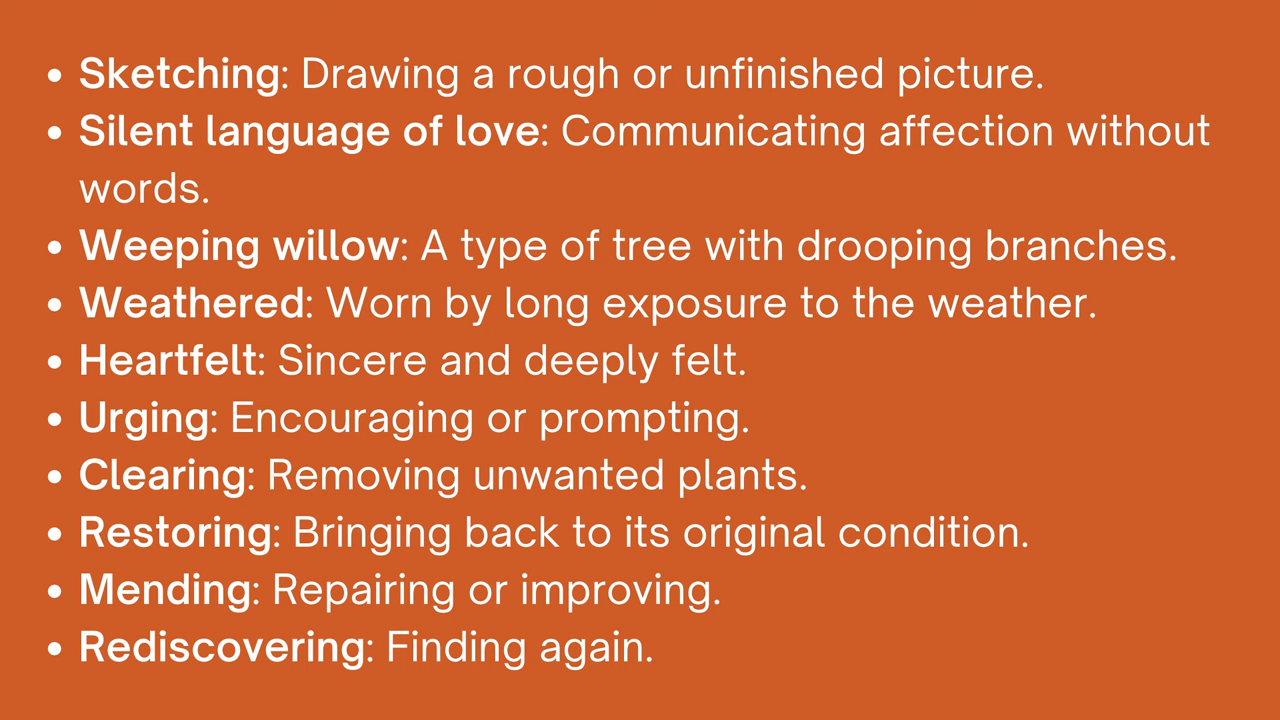 • Sketching: Drawing a rough or unfinished picture.
• Silent language of love: Communicating affection without
words.
• Weeping willow: A type of tree with drooping branches.
• Weathered: Worn by long exposure to the weather.
• Heartfelt: Sincere and deeply felt.
• Urging: Encouraging or prompting.
• Clearing: Removing unwanted plants.
• Restoring: Bringing back to its original condition.
• Mending: Repairing or improving.
• Rediscovering: Finding again.